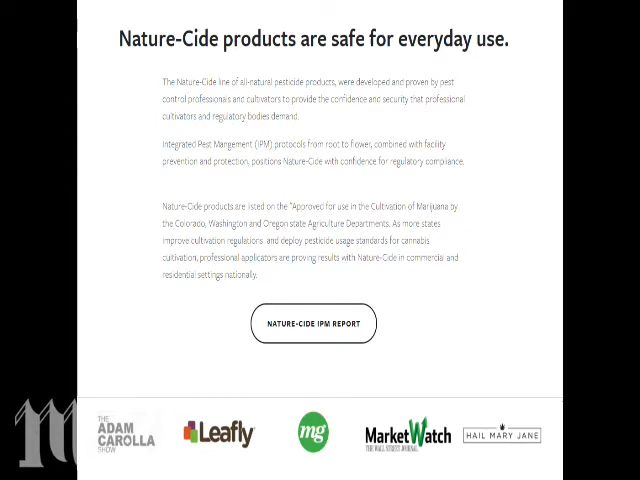 Nature-Cide products are safe for everyday use.
The Nature-Cide line of all-natural pesticide products, were developed and proven by pest
control professionals and cultivators to provide the confidence and security that professional
cultivators and regulatory bodies demand.
Integrated Pest Mangement (IPM) protocols from root to flower, combined with facility
prevention and protection, positions Nature-Cide with confidence for regulatory compliance.
Nature-Cide products are listed on the "Approved for use in the Cultivation of Marijuana by
the Colorado, Washington and Oregon state Agriculture Departments. As more states
improve cultivation regulations and deploy pesticide usage standards for cannabis
cultivation, professional applicators are proving results with Nature-Cide in commercial and
residential settings nationally.
NATURE-CIDE IPM REPORT
M
THE
ADAM
CAROLLA
SHOW
Leafly
mg
MarketWatch
THE WALL STREET JOURNAL
HAIL MARY JANE